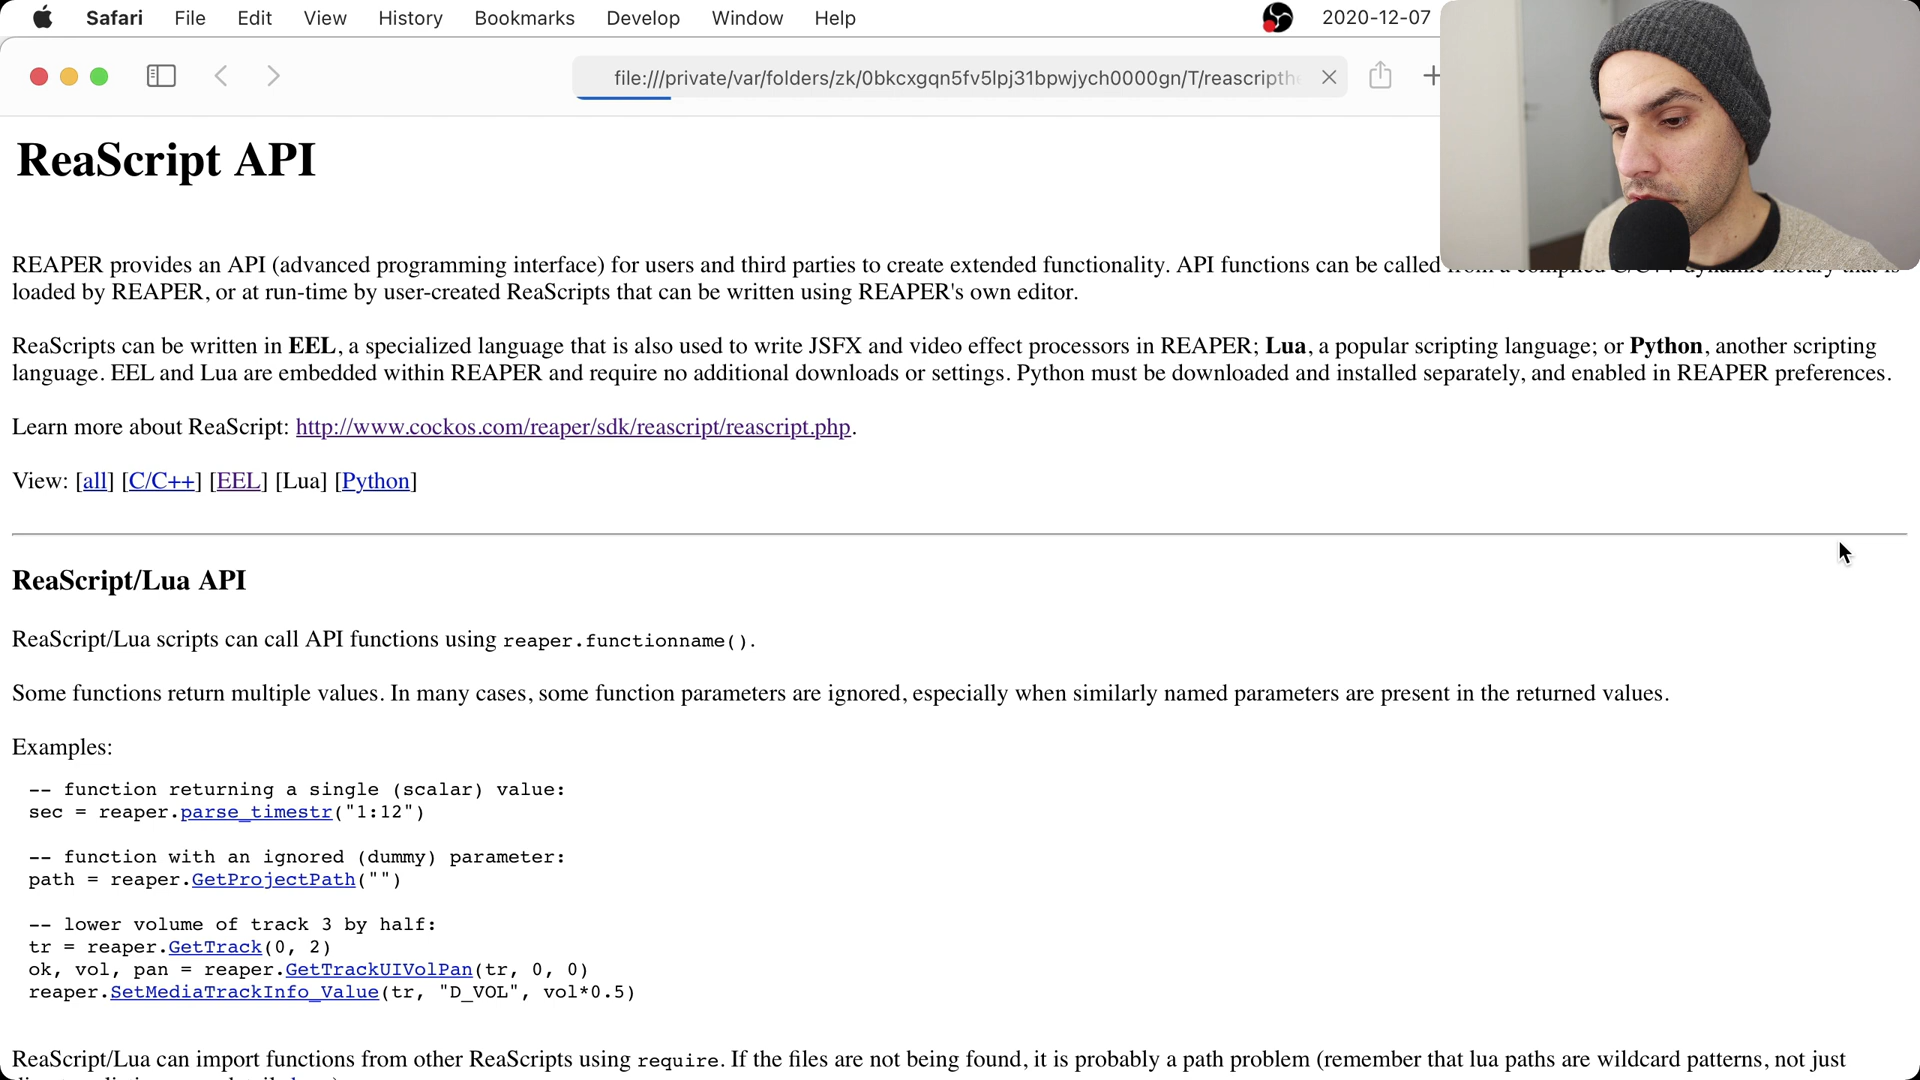 Safari File Edit View History Bookmarks Develop Window Help 2020-12-07
file:///private/var/folders/zk/0bkcxgqn5fv5lpj31bpwjych0000gn/T/reascripth
ReaScript API
REAPER provides an API (advanced programming interface) for users and third parties to create extended functionality. API functions can be called from a compiled C/C++ dynamic library that is
loaded by REAPER, or at run-time by user-created ReaScripts that can be written using REAPER's own editor.
ReaScripts can be written in EEL, a specialized language that is also used to write JSFX and video effect processors in REAPER; Lua, a popular scripting language; or Python, another scripting
language. EEL and Lua are embedded within REAPER and require no additional downloads or settings. Python must be downloaded and installed separately, and enabled in REAPER preferences.
Learn more about ReaScript: http://www.cockos.com/reaper/sdk/reascript/reascript.php.
View: [all] [C/C++] [EEL] [Lua] [Python]
ReaScript/Lua API
ReaScript/Lua scripts can call API functions using reaper.functionname().
Some functions return multiple values. In many cases, some function parameters are ignored, especially when similarly named parameters are present in the returned values.
Examples:
-- function returning a single (scalar) value:
sec = reaper.parse_timestr("1:12")
-- function with an ignored (dummy) parameter:
path = reaper.GetProjectPath("")
-- lower volume of track 3 by half:
tr = reaper.GetTrack(0, 2)
ok, vol, pan = reaper.GetTrackUIVolPan(tr, 0, 0)
reaper.SetMediaTrackInfo_Value(tr, "D_VOL", vol*0.5)
ReaScript/Lua can import functions from other ReaScripts using require. If the files are not being found, it is probably a path problem (remember that lua paths are wildcard patterns, not just